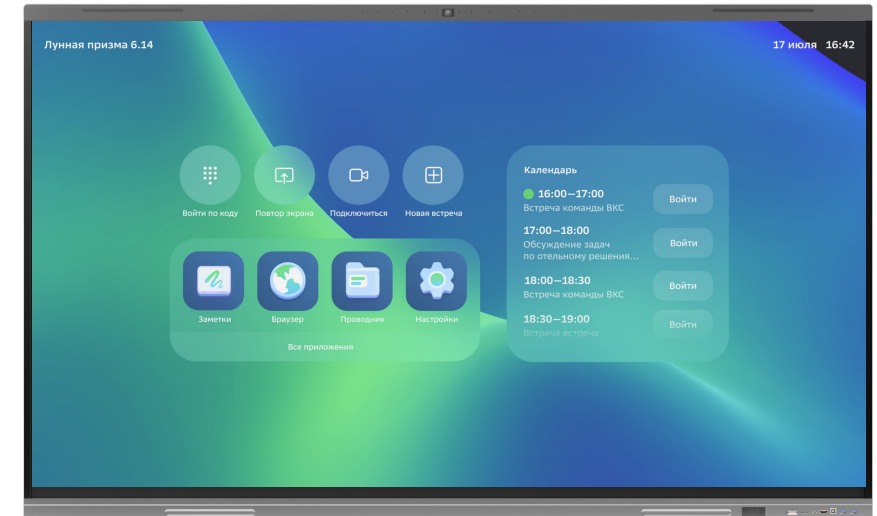 Лунная призма 6.14
17 июля 16:42
Войти по коду
Повтор экрана
Подключиться
Новая встреча
Заметки
Браузер
Проводник
Настройки
Все приложения
Календарь
16:00—17:00
Встреча команды ВКС
Войти
17:00—18:00
Обсуждение задач
по отельному решения...
Войти
18:00—18:30
Встреча команды ВКС
Войти
18:30—19:00
Встреча встреча
Войти